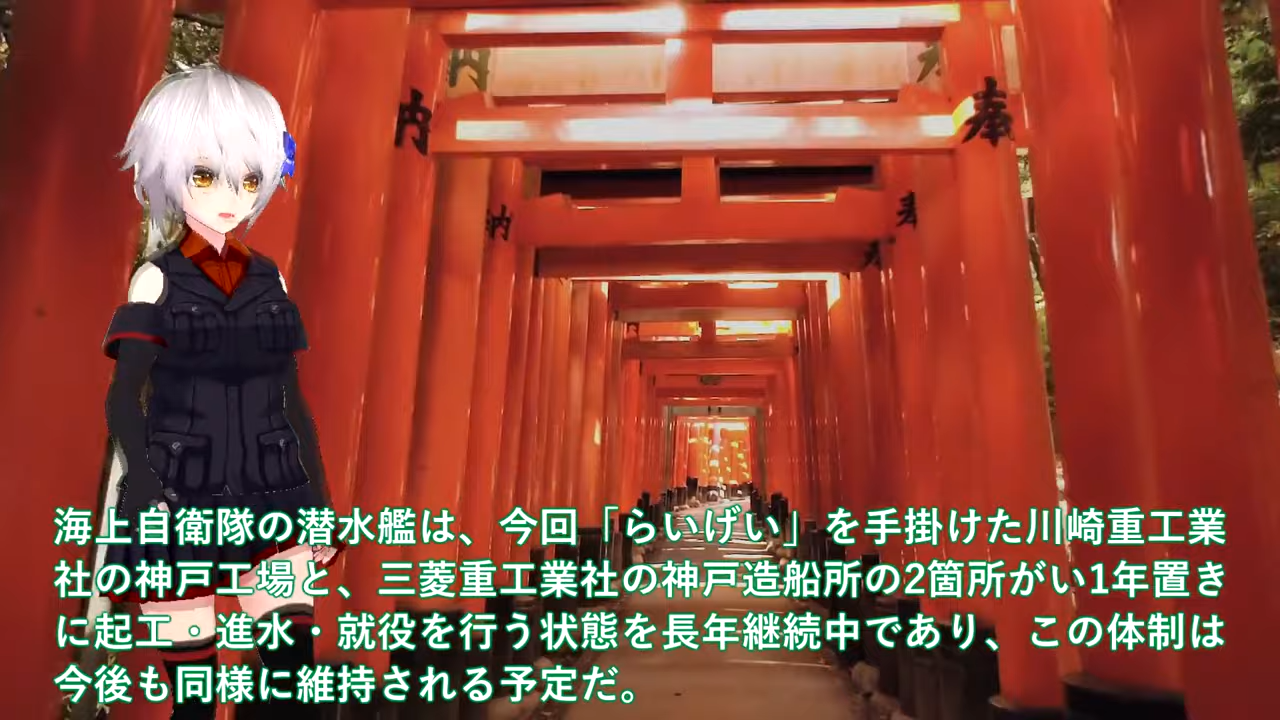 内
内
奉
納
海上自衛隊の潜水艦は、今回「らいげい」を手掛けた川崎重工業
社の神戸工場と、三菱重工業社の神戸造船所の2箇所がい1年置き
に起工・進水・就役を行う状態を長年継続中であり、この体制は
今後も同様に維持される予定だ。